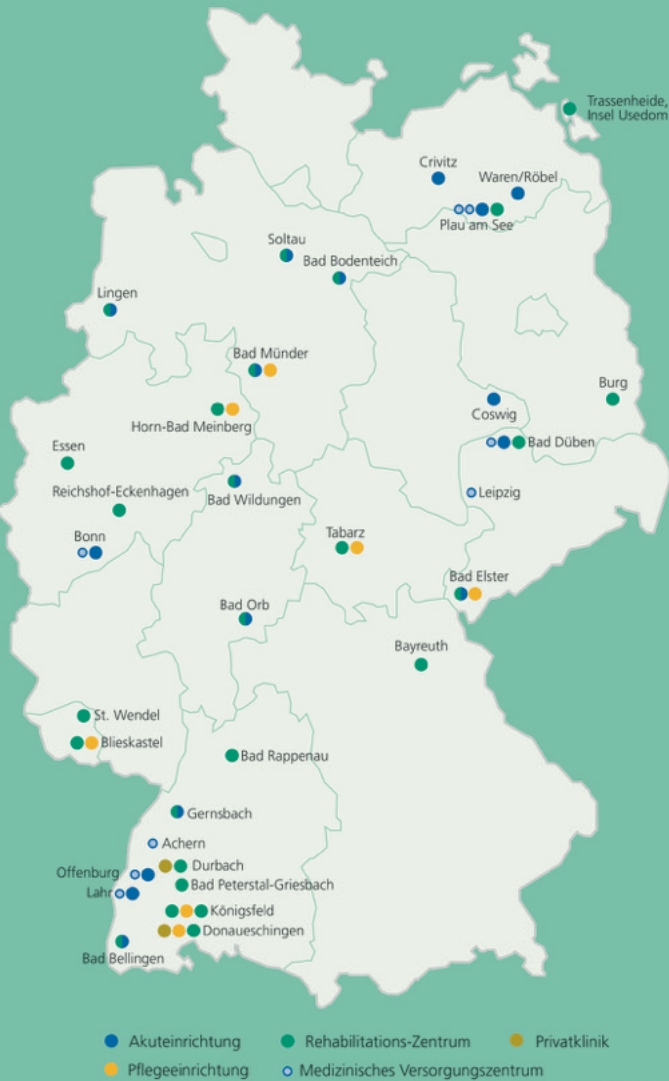 Trassenheide,
Insel Usedom
Crivitz
Waren/Röbel
Plau am See
Soltau
Bad Bodenteich
Lingen
Bad Münder
Burg
Coswig
Horn-Bad Meinberg
Bad Düben
Essen
Reichshof-Eckenhagen
Bad Wildungen
Leipzig
Bonn
Tabarz
Bad Elster
Bad Orb
Bayreuth
St. Wendel
Blieskastel
Bad Rappenau
Gernsbach
Achern
Offenburg
Durbach
Lahr
Bad Peterstal-Griesbach
Königsfeld
Donaueschingen
Bad Bellingen
Akuteinrichtung
Rehabilitations-Zentrum
Privatklinik
Pflegeeinrichtung
Medizinisches Versorgungszentrum